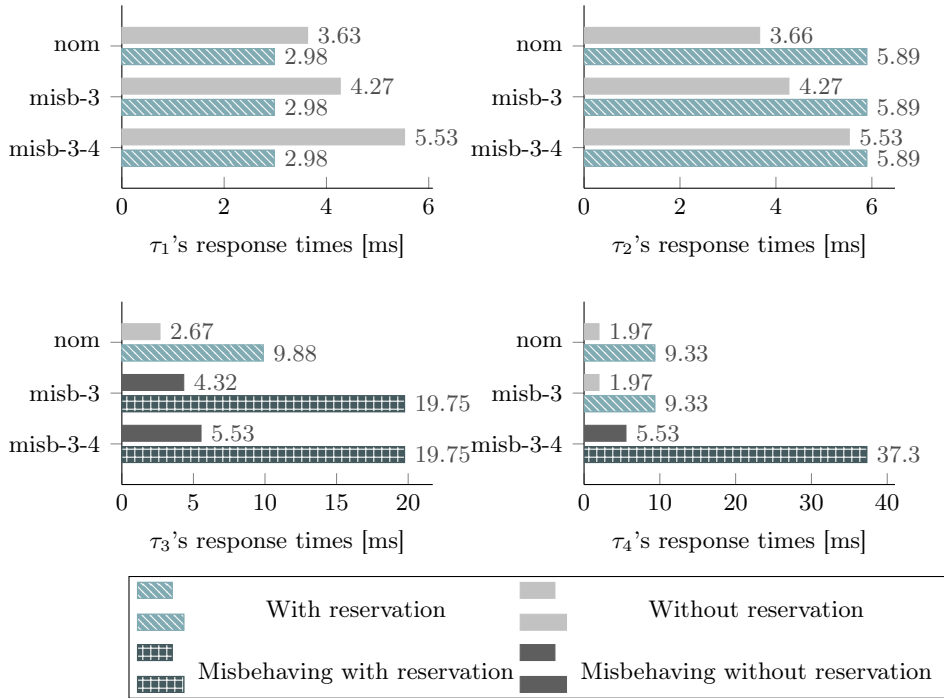 nom
3.63
2.98
misb-3
4.27
2.98
misb-3-4
5.53
2.98
0 2 4 6
τ₁'s response times [ms]
nom
3.66
5.89
misb-3
4.27
5.89
misb-3-4
5.53
5.89
0 2 4 6
τ₂'s response times [ms]
nom
2.67
9.88
misb-3
4.32
19.75
misb-3-4
5.53
19.75
0 5 10 15 20
τ₃'s response times [ms]
nom
1.97
9.33
misb-3
1.97
9.33
misb-3-4
5.53
37.3
0 10 20 30 40
τ₄'s response times [ms]
With reservation
Without reservation
Misbehaving with reservation
Misbehaving without reservation